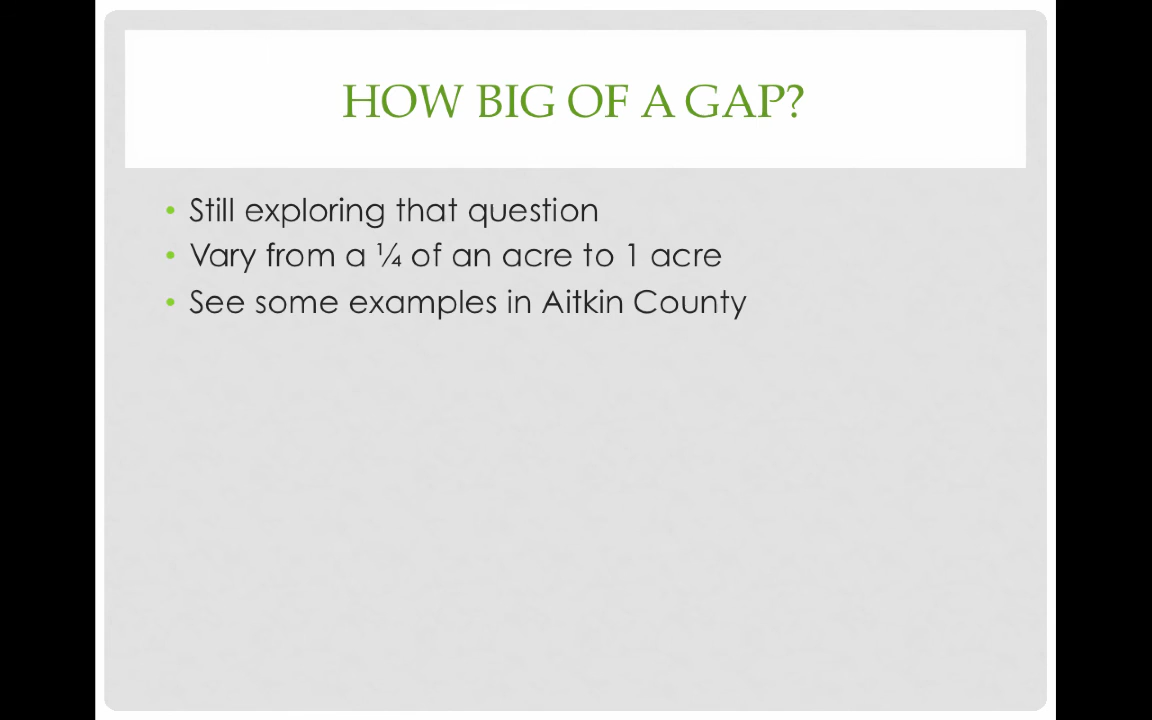 HOW BIG OF A GAP?
• Still exploring that question
• Vary from a ¼ of an acre to 1 acre
• See some examples in Aitkin County